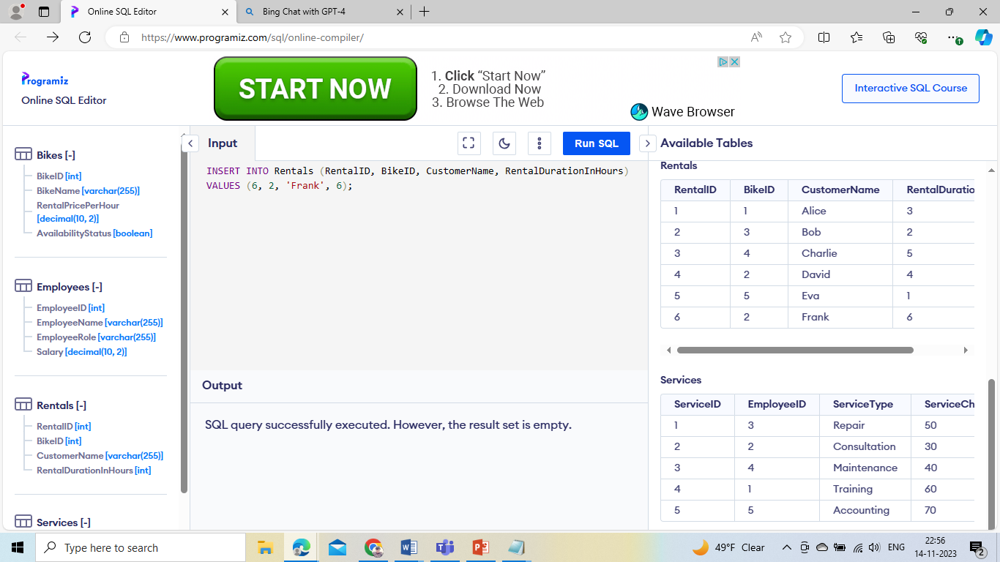 Online SQL Editor
Bing Chat with GPT-4
https://www.programiz.com/sql/online-compiler/
Programiz
Online SQL Editor
START NOW
1. Click “Start Now”
2. Download Now
3. Browse The Web
Wave Browser
Interactive SQL Course
Bikes [-]
BikeID [int]
BikeName [varchar(255)]
RentalPricePerHour
[decimal(10, 2)]
AvailabilityStatus [boolean]
Employees [-]
EmployeeID [int]
EmployeeName [varchar(255)]
EmployeeRole [varchar(255)]
Salary [decimal(10, 2)]
Rentals [-]
RentalID [int]
BikeID [int]
CustomerName [varchar(255)]
RentalDurationInHours [int]
Services [-]
Input
Run SQL
INSERT INTO Rentals (RentalID, BikeID, CustomerName, RentalDurationInHours)
VALUES (6, 2, 'Frank', 6);
Output
SQL query successfully executed. However, the result set is empty.
Available Tables
Rentals
RentalID BikeID CustomerName RentalDuratio
1 1 Alice 3
2 3 Bob 2
3 4 Charlie 5
4 2 David 4
5 5 Eva 1
6 2 Frank 6
Services
ServiceID EmployeeID ServiceType ServiceCh
1 3 Repair 50
2 2 Consultation 30
3 4 Maintenance 40
4 1 Training 60
5 5 Accounting 70
Type here to search
49°F Clear
ENG
22:56
14-11-2023
2